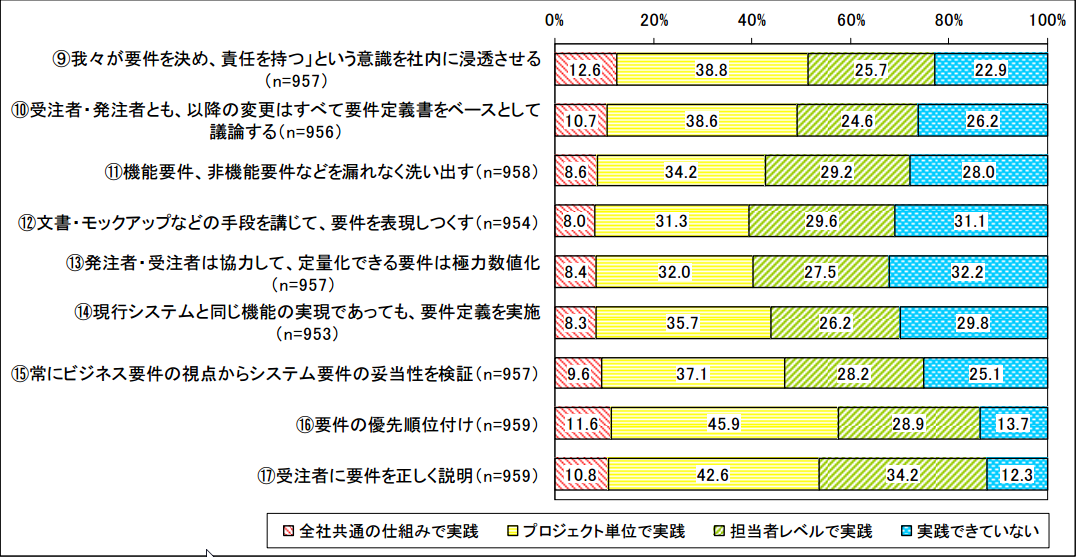 0% 20% 40% 60% 80% 100%
⑨我々が要件を決め、責任を持つ」という意識を社内に浸透させる
(n=957)
12.6 38.8 25.7 22.9
⑩受注者・発注者とも、以降の変更はすべて要件定義書をベースとして
議論する(n=956)
10.7 38.6 24.6 26.2
⑪機能要件、非機能要件などを漏れなく洗い出す(n=958)
8.6 34.2 29.2 28.0
⑫文書・モックアップなどの手段を講じて、要件を表現しつくす(n=954)
8.0 31.3 29.6 31.1
⑬発注者・受注者は協力して、定量化できる要件は極力数値化
(n=957)
8.4 32.0 27.5 32.2
⑭現行システムと同じ機能の実現であっても、要件定義を実施
(n=953)
8.3 35.7 26.2 29.8
⑮常にビジネス要件の視点からシステム要件の妥当性を検証(n=957)
9.6 37.1 28.2 25.1
⑯要件の優先順位付け(n=959)
11.6 45.9 28.9 13.7
⑰受注者に要件を正しく説明(n=959)
10.8 42.6 34.2 12.3
全社共通の仕組みで実践 プロジェクト単位で実践 担当者レベルで実践 実践できていない